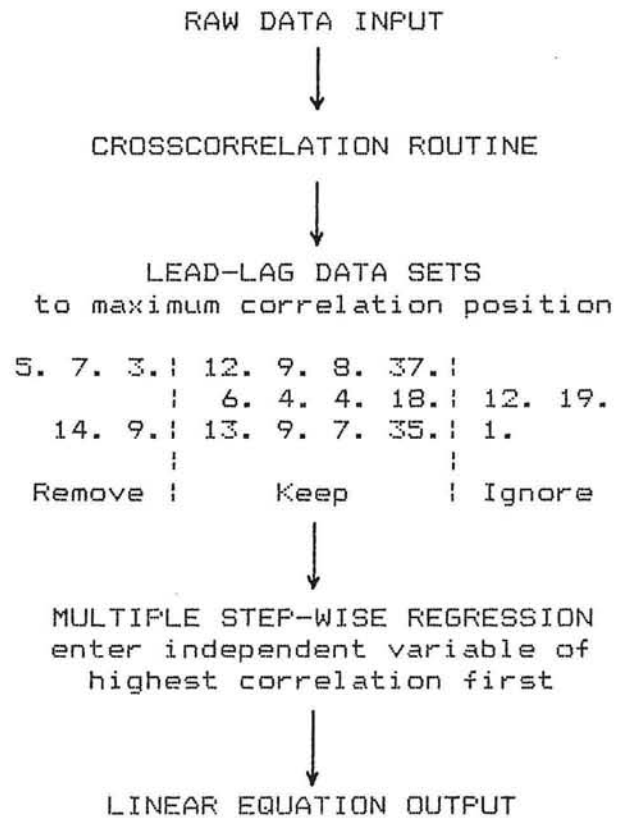 RAW DATA INPUT
CROSSCORRELATION ROUTINE
LEAD-LAG DATA SETS
to maximum correlation position
5. 7. 3.¦ 12. 9. 8. 37.¦
¦ 6. 4. 4. 18.¦ 12. 19.
14. 9.¦ 13. 9. 7. 35.¦ 1.
¦ ¦
Remove ¦ Keep ¦ Ignore
MULTIPLE STEP-WISE REGRESSION
enter independent variable of
highest correlation first
LINEAR EQUATION OUTPUT